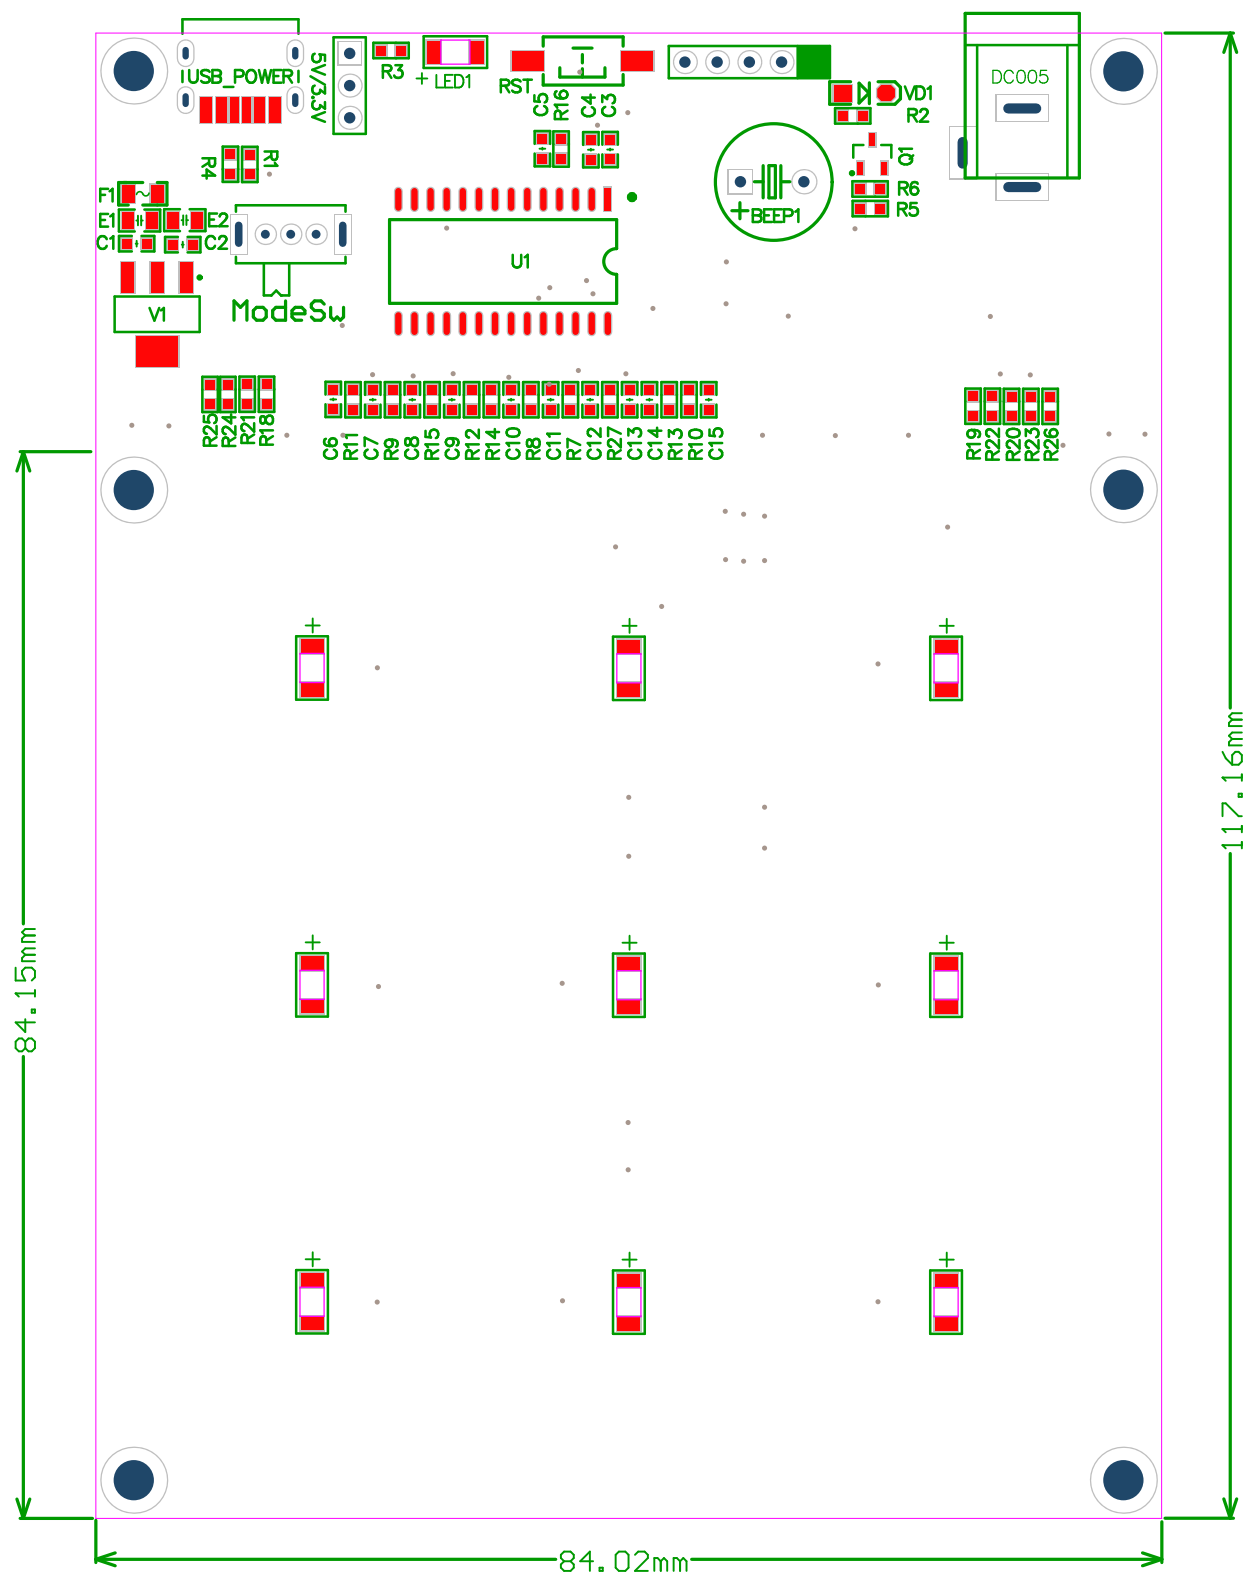 USB_POWER
5V/3.3V
R3
+
LED1
RST
C5
R16
C4
C3
VD1
R2
DC005
R4
R1
Q1
F1
R6
R5
+
BEEP1
E1
E2
C1
C2
U1
ModeSw
V1
R25
R24
R21
R18
C6
R11
C7
R9
C8
R15
C9
R12
R14
C10
R8
C11
R7
C12
R27
C13
C14
R13
R10
C15
R19
R22
R20
R23
R26
+
+
+
117.16mm
84.15mm
+
+
+
+
+
+
84.02mm